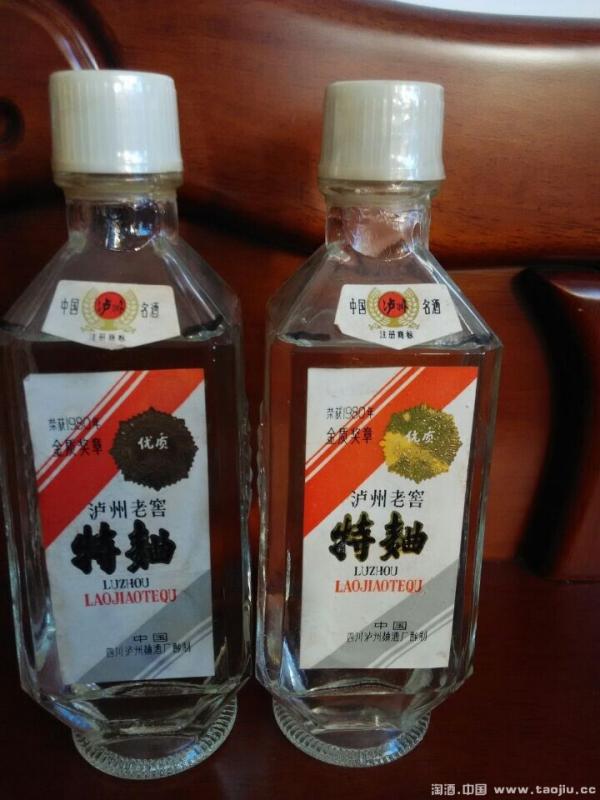 中国 泸州 名酒
注册商标
荣获1980年
金质奖章
优质
泸州老窖
特麯
LUZHOU
LAOJIAOTEQU
中国
四川泸州麯酒厂酿制
中国 泸州 名酒
注册商标
荣获1980年
金质奖章
优质
泸州老窖
特麯
LUZHOU
LAOJIAOTEQU
中国
四川泸州麯酒厂酿制
淘酒.中国 www.taojiu.cc